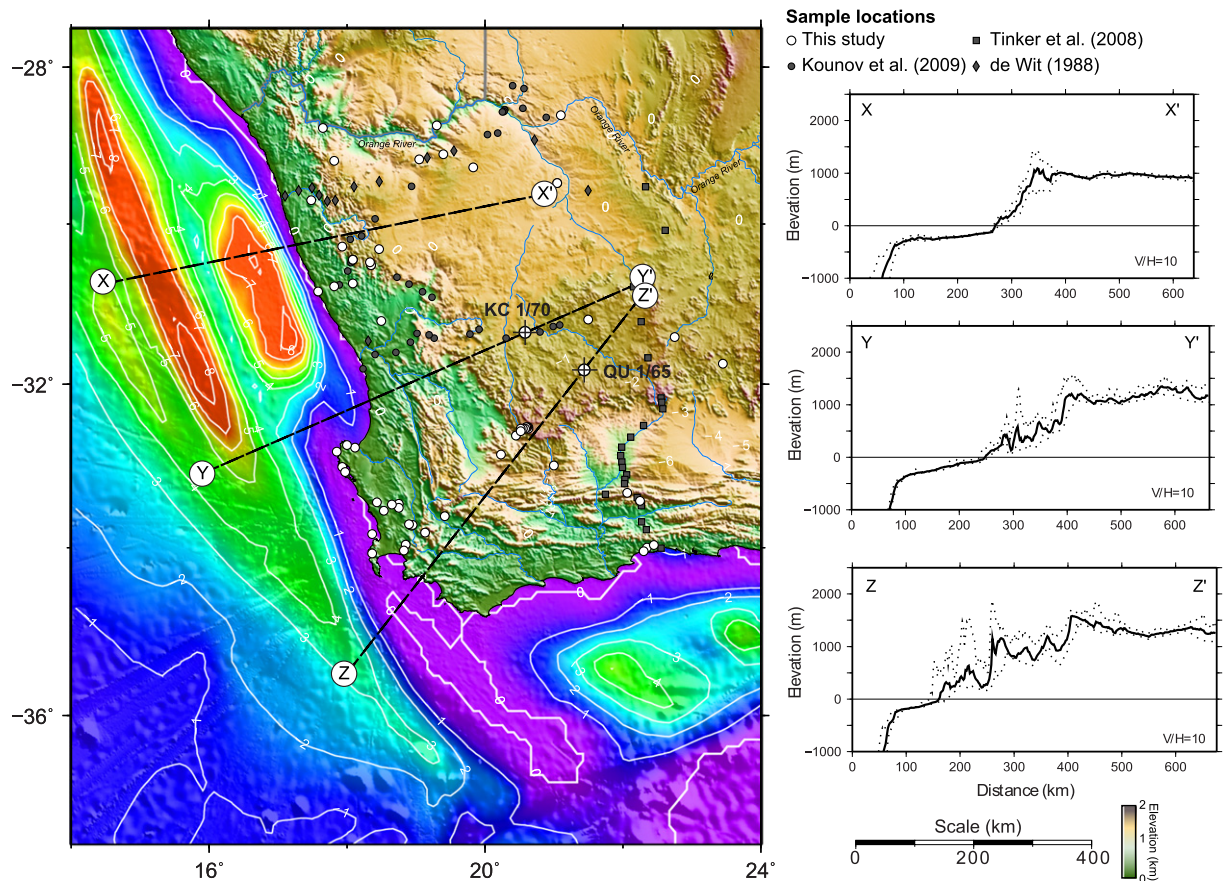 Sample locations
This study
Tinker et al. (2008)
Kounov et al. (2009)
de Wit (1988)
−28˚
−32˚
−36˚
16˚
20˚
24˚
Orange River
Orange River
Orange River
X
X'
Y
Y'
Z
Z'
KC 1/70
QU 1/65
X
X'
2000
1000
0
−1000
Elevation (m)
V/H=10
0
100
200
300
400
500
600
Y
Y'
2000
1000
0
−1000
Elevation (m)
V/H=10
0
100
200
300
400
500
600
Z
Z'
2000
1000
0
−1000
Elevation (m)
V/H=10
0
100
200
300
400
500
600
Distance (km)
Scale (km)
0
200
400
2
1
0
Elevation (km)